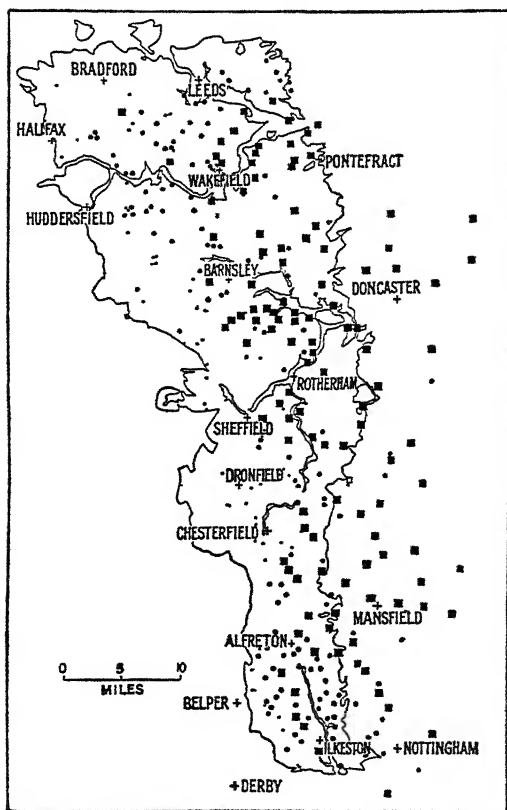 BRADFORD
LEEDS
HALIFAX
PONTEFRACT
WAKEFIELD
HUDDERSFIELD
BARNSLEY
DONCASTER
ROTHERHAM
SHEFFIELD
DRONFIELD
CHESTERFIELD
MANSFIELD
ALFRETON
0 5 10
MILES
BELPER
ILKESTON
NOTTINGHAM
DERBY